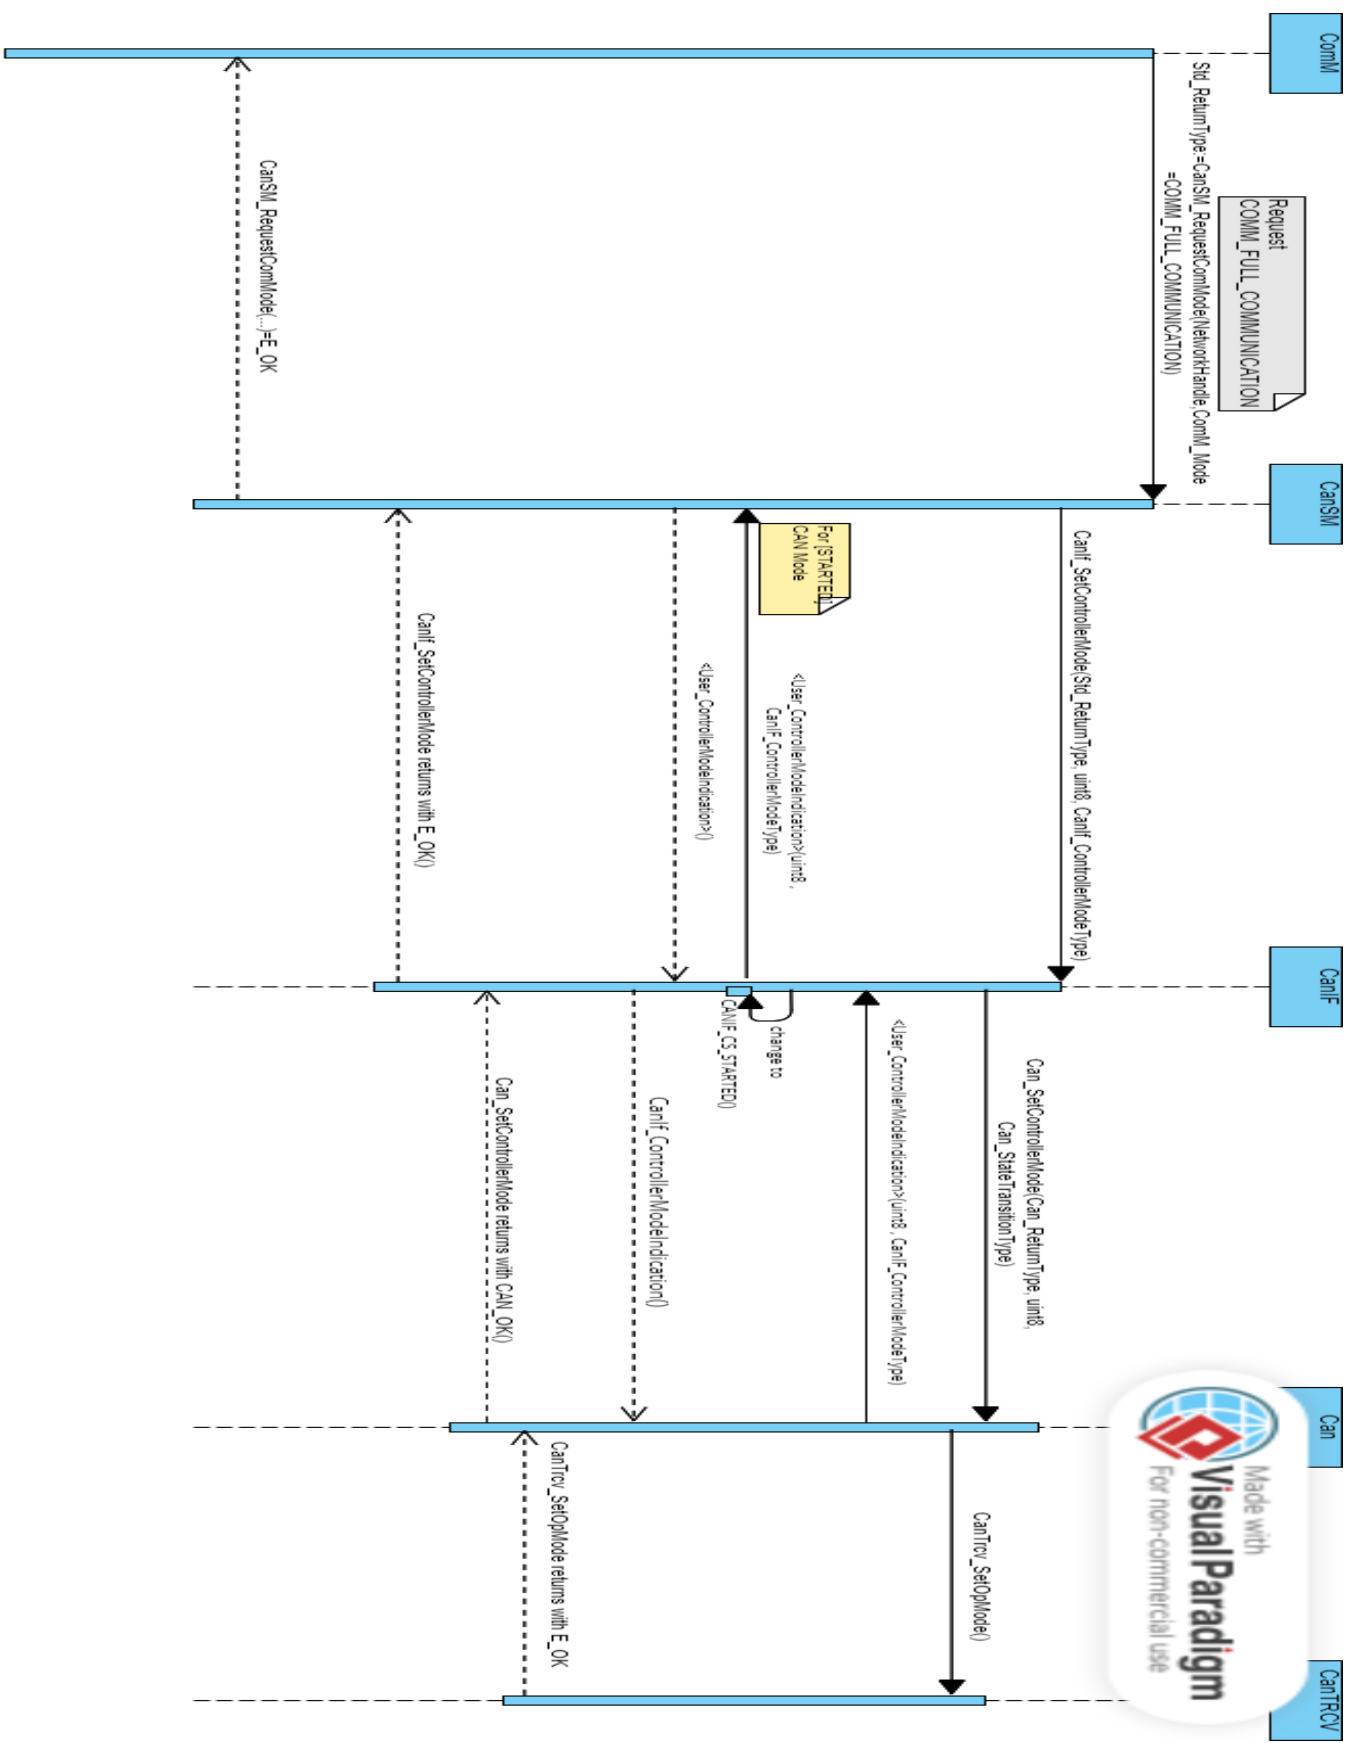 ComM
CanSM
CanIF
Can
CanTRCV
Request
COMM_FULL_COMMUNICATION
Std_ReturnType:=CanSM_RequestComMode(NetworkHandle,ComM_Mode
=COMM_FULL_COMMUNICATION)
CanIf_SetControllerMode(Std_ReturnType, uint8, CanIf_ControllerModeType)
Can_SetControllerMode(Can_ReturnType, uint8,
Can_StateTransitionType)
CanTrcv_SetOpMode()
<User_ControllerModeIndication>(uint8 , CanIF_ControllerModeType)
change to
CANIF_CS_STARTED()
For [STARTED]
CAN Mode
<User_ControllerModeIndication>(uint8 ,
CanIF_ControllerModeType)
<User_ControllerModeIndication>()
CanIf_ControllerModeIndication()
CanTrcv_SetOpMode returns with E_OK
Can_SetControllerMode returns with CAN_OK()
CanIf_SetControllerMode returns with E_OK()
CanSM_RequestComMode(...)=E_OK
Made with
VisualParadigm
For non-commercial use